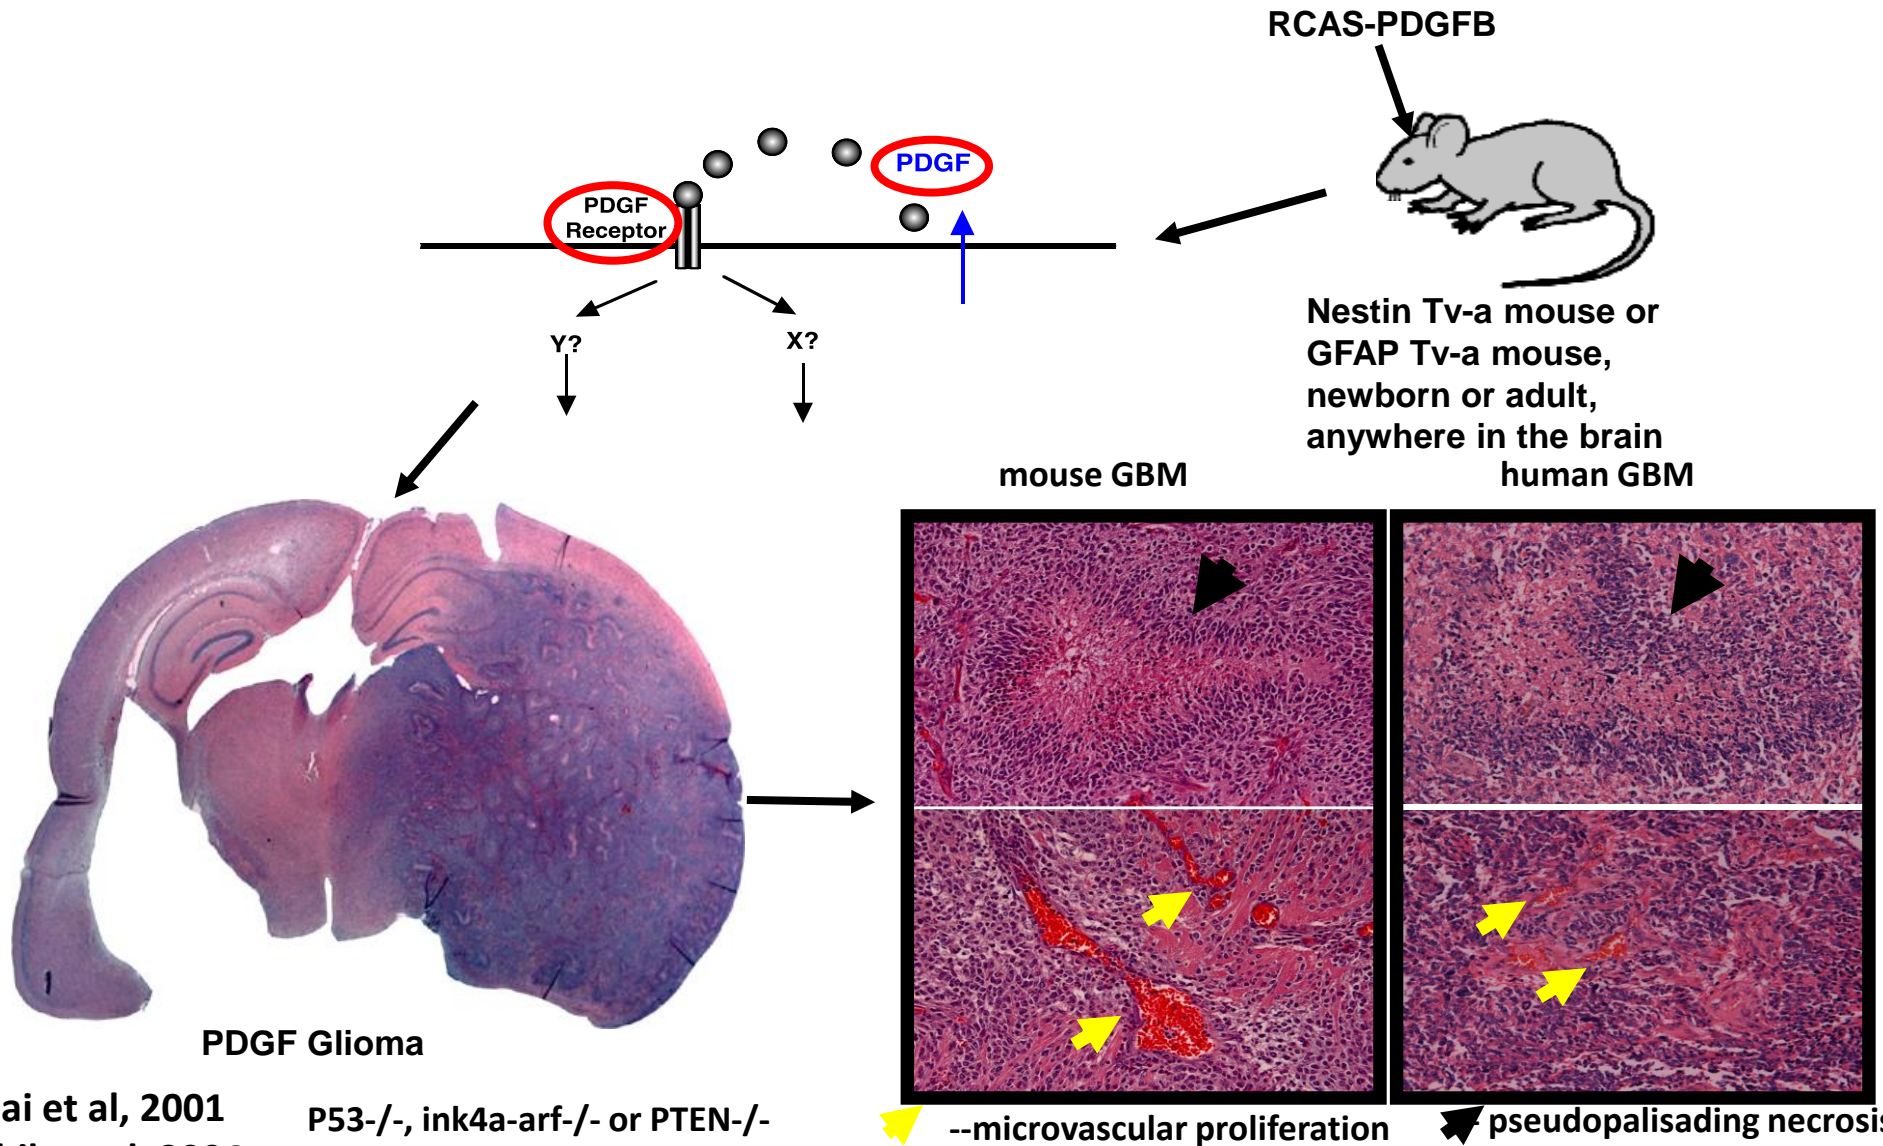 RCAS-PDGFB
PDGF
PDGF
Receptor
Y?
X?
Nestin Tv-a mouse or
GFAP Tv-a mouse,
newborn or adult,
anywhere in the brain
mouse GBM
human GBM
PDGF Glioma
ai et al, 2001
P53-/-, ink4a-arf-/- or PTEN-/-
--microvascular proliferation
pseudopalisading necrosis